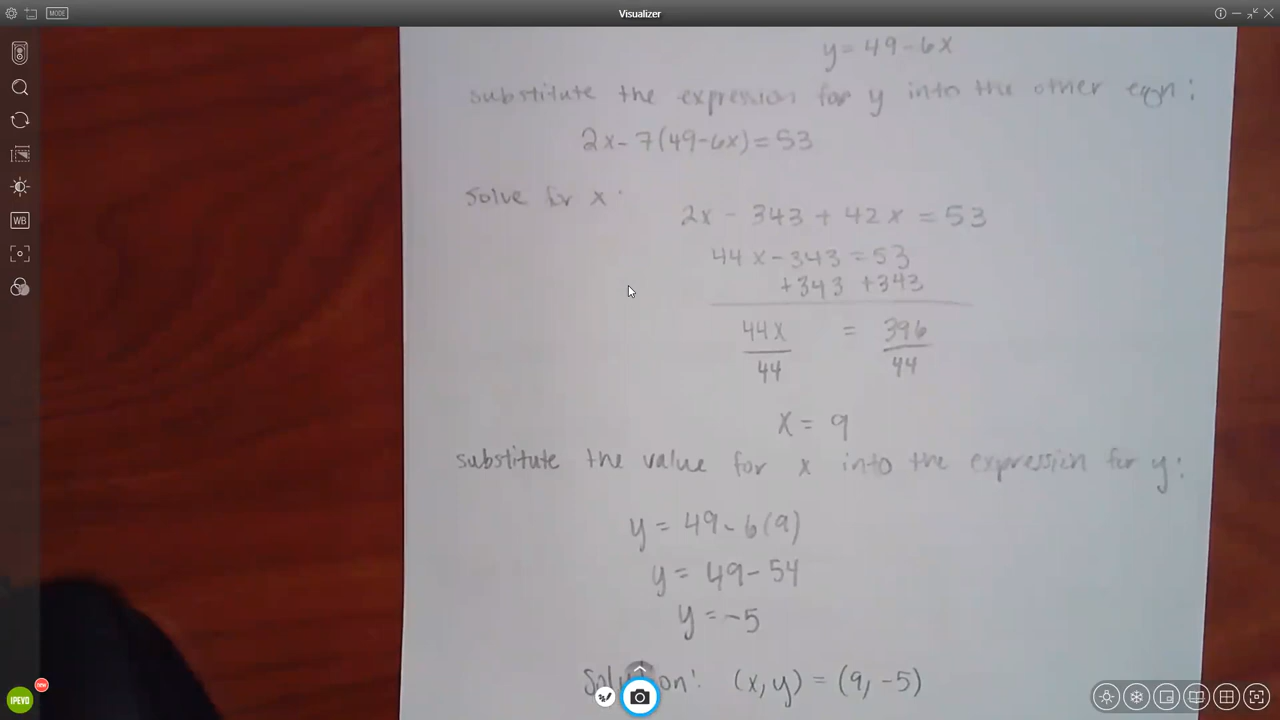 MODE
Visualizer
WB
y = 49 - 6x
substitute the expression for y into the other eqn:
2x - 7(49 - 6x) = 53
solve for x:
2x - 343 + 42x = 53
44x - 343 = 53
+343 +343
44x = 396
44 44
x = 9
substitute the value for x into the expression for y:
y = 49 - 6(9)
y = 49 - 54
y = -5
Solution: (x, y) = (9, -5)
IPEVO
new